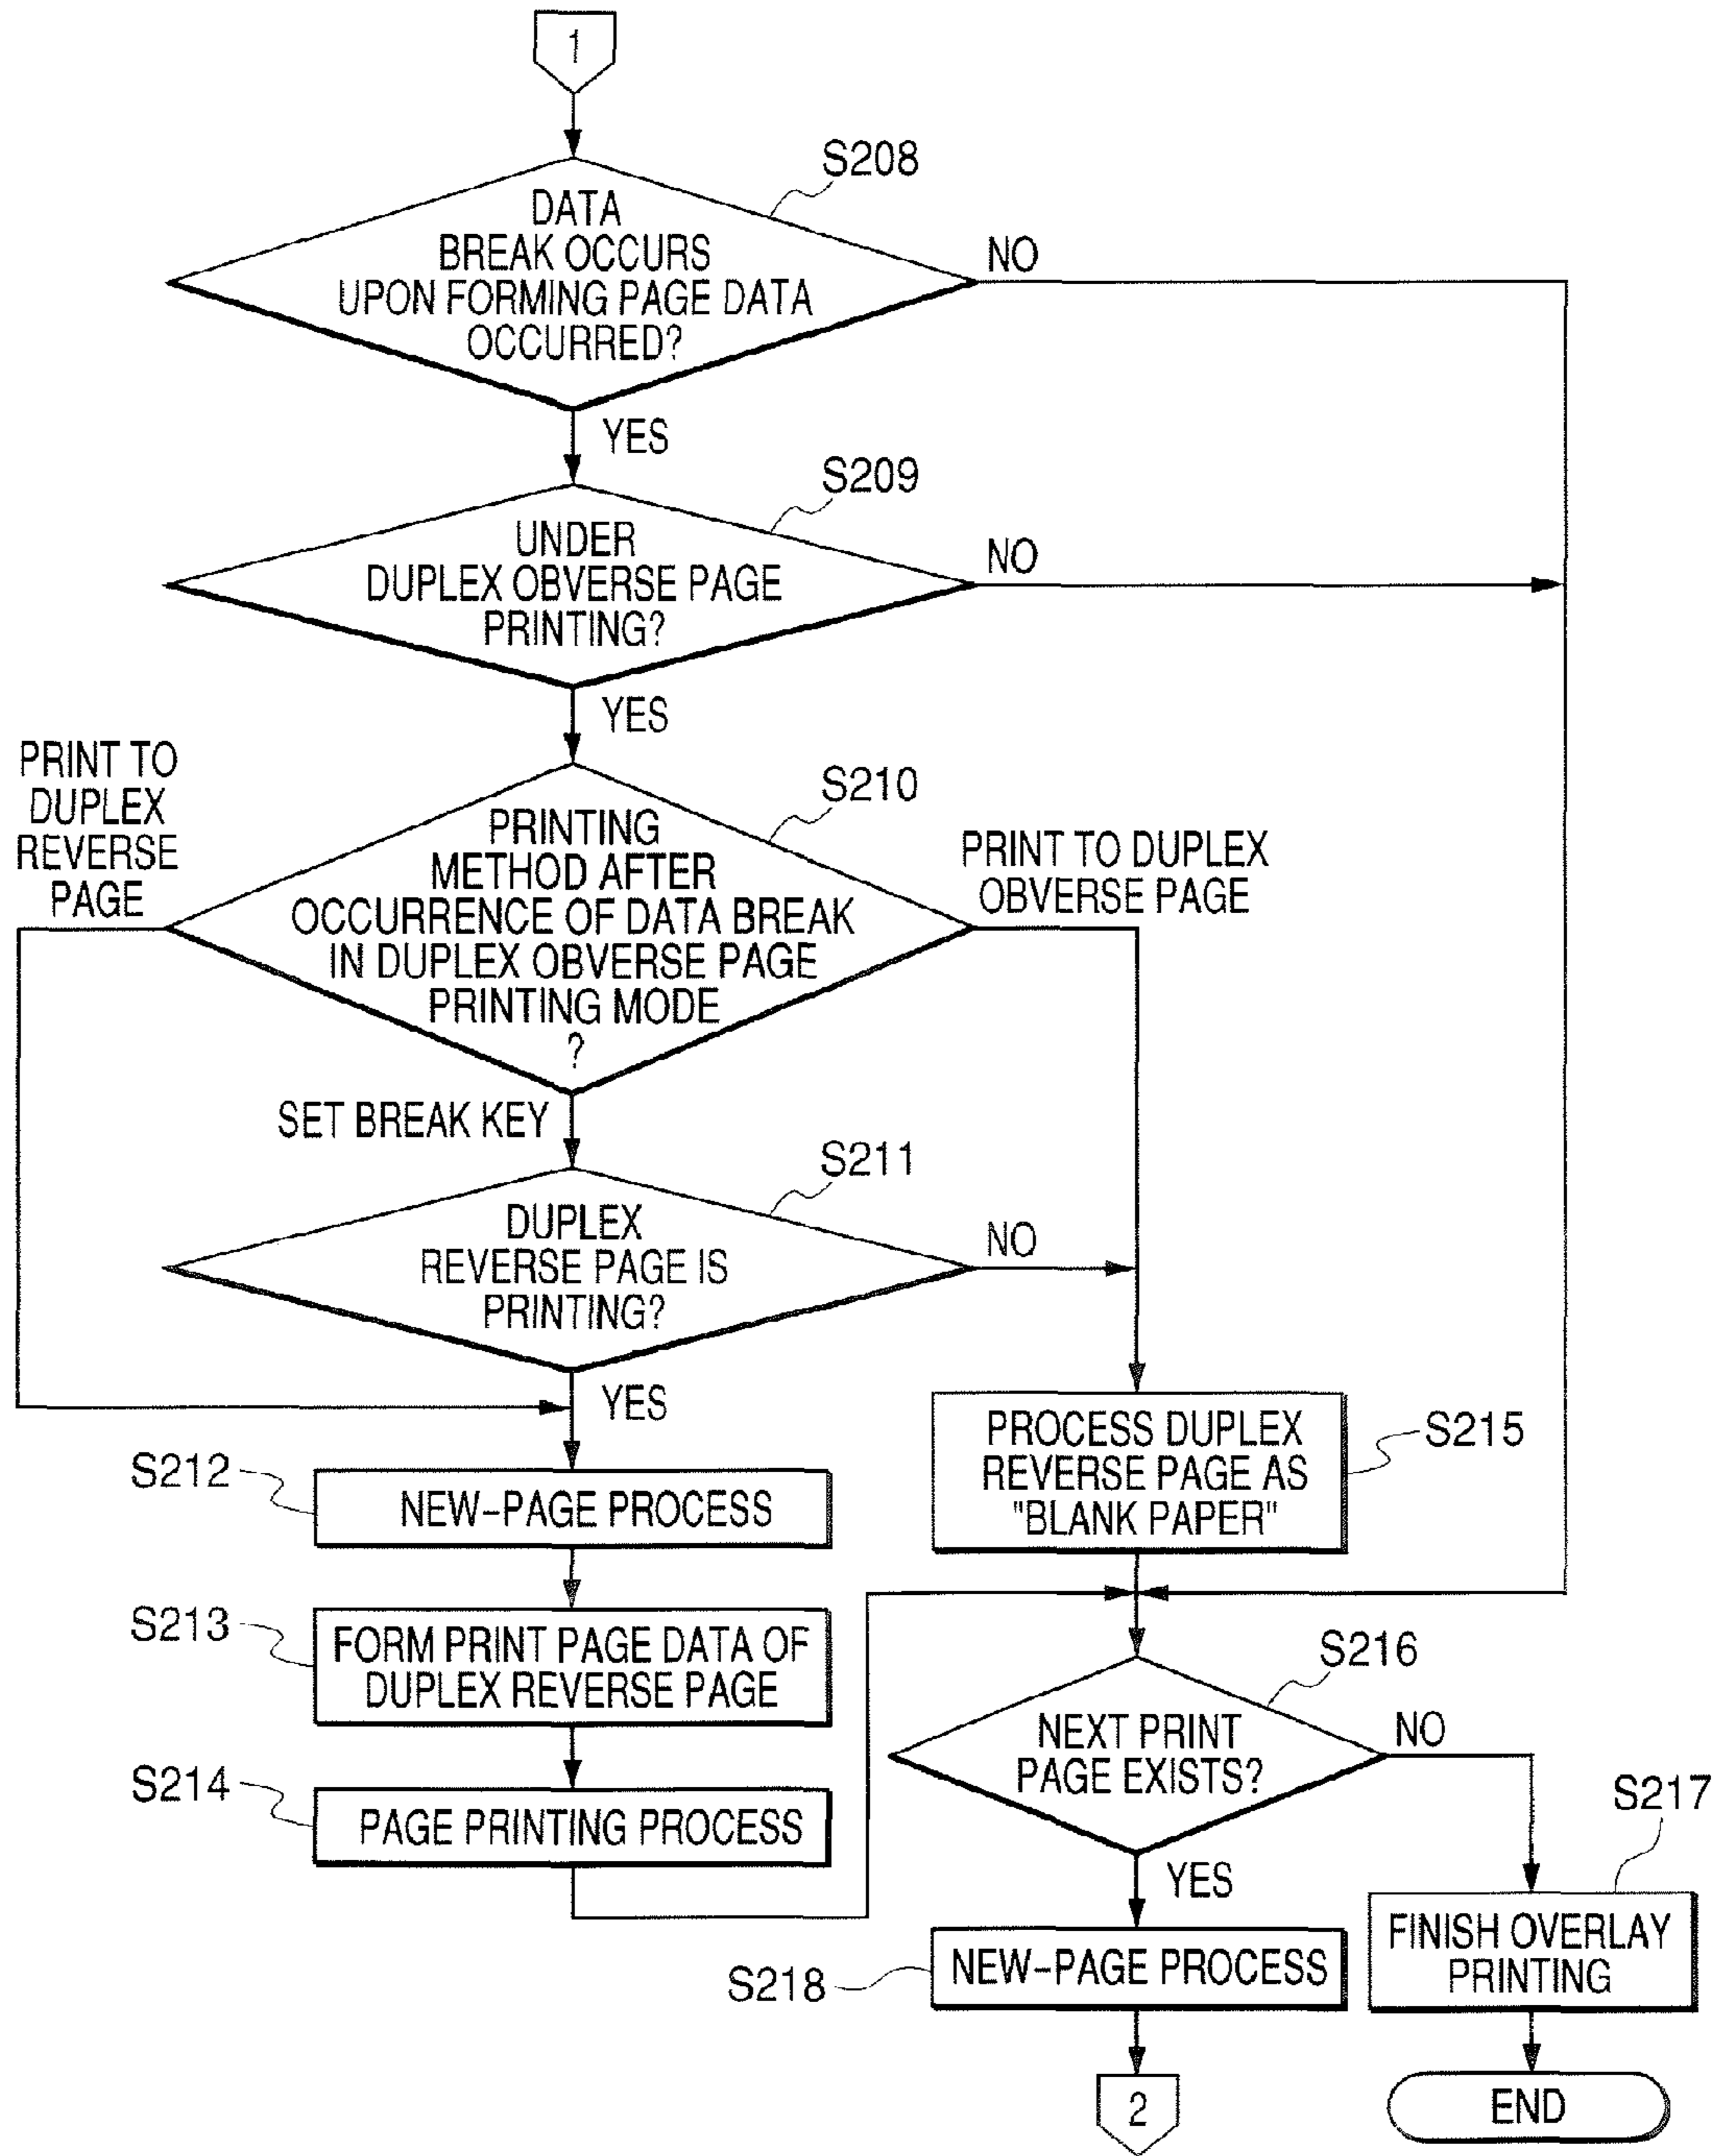 1
S208
DATA
BREAK OCCURS
UPON FORMING PAGE DATA
OCCURRED?
NO
YES
S209
UNDER
DUPLEX OBVERSE PAGE
PRINTING?
NO
YES
PRINT TO
DUPLEX
REVERSE
PAGE
S210
PRINTING
METHOD AFTER
OCCURRENCE OF DATA BREAK
IN DUPLEX OBVERSE PAGE
PRINTING MODE
?
PRINT TO DUPLEX
OBVERSE PAGE
SET BREAK KEY
S211
DUPLEX
REVERSE PAGE IS
PRINTING?
NO
YES
S212
NEW-PAGE PROCESS
PROCESS DUPLEX
REVERSE PAGE AS
"BLANK PAPER"
S215
S213
FORM PRINT PAGE DATA OF
DUPLEX REVERSE PAGE
S214
PAGE PRINTING PROCESS
S216
NEXT PRINT
PAGE EXISTS?
NO
YES
S217
FINISH OVERLAY
PRINTING
S218
NEW-PAGE PROCESS
2
END